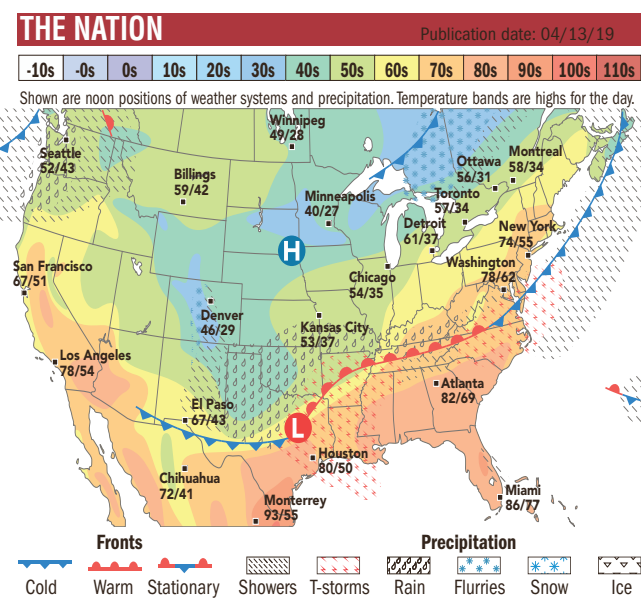 THE NATION
Publication date: 04/13/19
-10s -0s 0s 10s 20s 30s 40s 50s 60s 70s 80s 90s 100s 110s
Shown are noon positions of weather systems and precipitation. Temperature bands are highs for the day.
Winnipeg
49/28
Seattle
52/43
Billings
59/42
Minneapolis
40/27
Ottawa
56/31
Montreal
58/34
Toronto
57/34
Detroit
61/37
New York
74/55
Washington
78/62
H
San Francisco
67/51
Chicago
54/35
Denver
46/29
Kansas City
53/37
Los Angeles
78/54
Atlanta
82/69
El Paso
67/43
L
Houston
80/50
Chihuahua
72/41
Monterrey
93/55
Miami
86/77
Fronts
Precipitation
Cold Warm Stationary Showers T-storms Rain Flurries Snow Ice